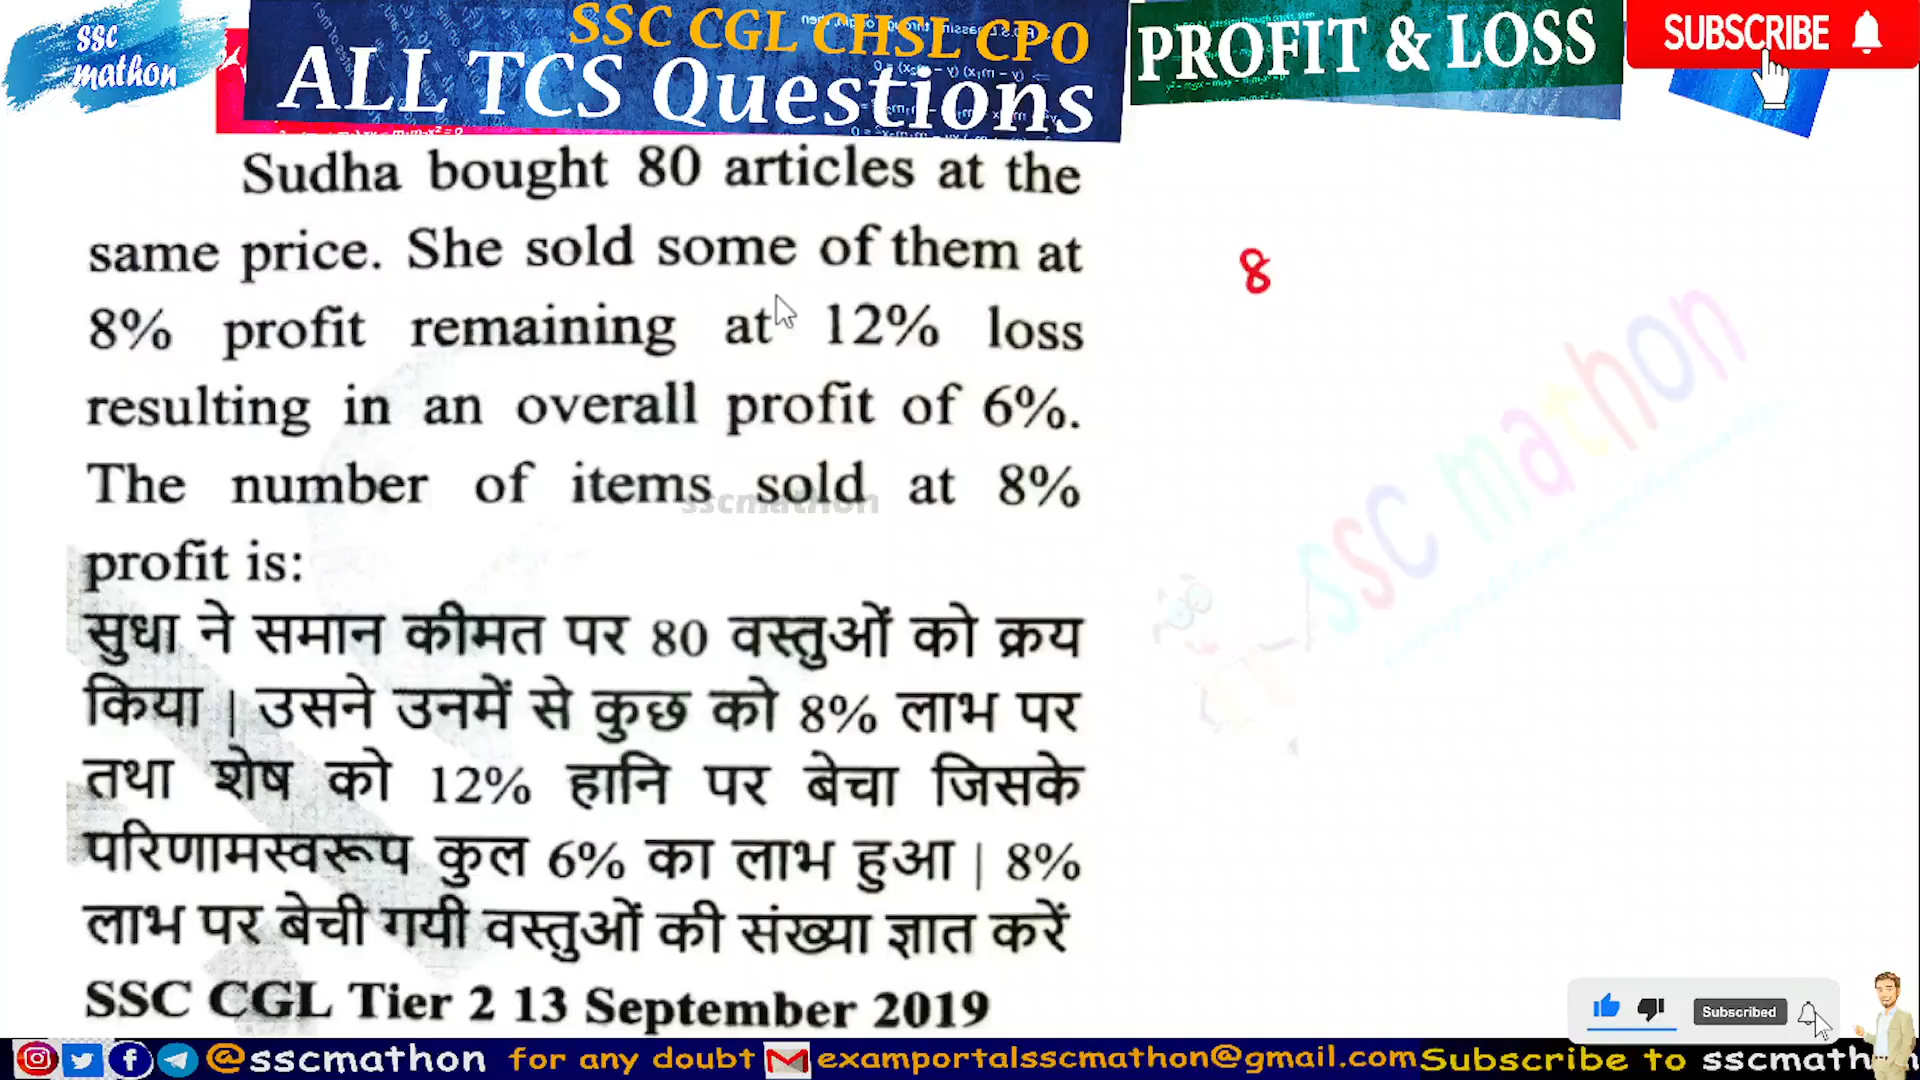 ssc
mathon
SSC CGL CHSL CPO
ALL TCS Questions
PROFIT & LOSS
SUBSCRIBE
Sudha bought 80 articles at the
same price. She sold some of them at
8% profit remaining at 12% loss
resulting in an overall profit of 6%.
The number of items sold at 8%
sscmathon
profit is:
8
ssc mathon
सुधा ने समान कीमत पर 80 वस्तुओं को क्रय
किया | उसने उनमें से कुछ को 8% लाभ पर
तथा शेष को 12% हानि पर बेचा जिसके
परिणामस्वरूप कुल 6% का लाभ हुआ | 8%
लाभ पर बेची गयी वस्तुओं की संख्या ज्ञात करें
SSC CGL Tier 2 13 September 2019
Subscribed
@sscmathon for any doubt examportalsscmathon@gmail.com Subscribe to sscmath